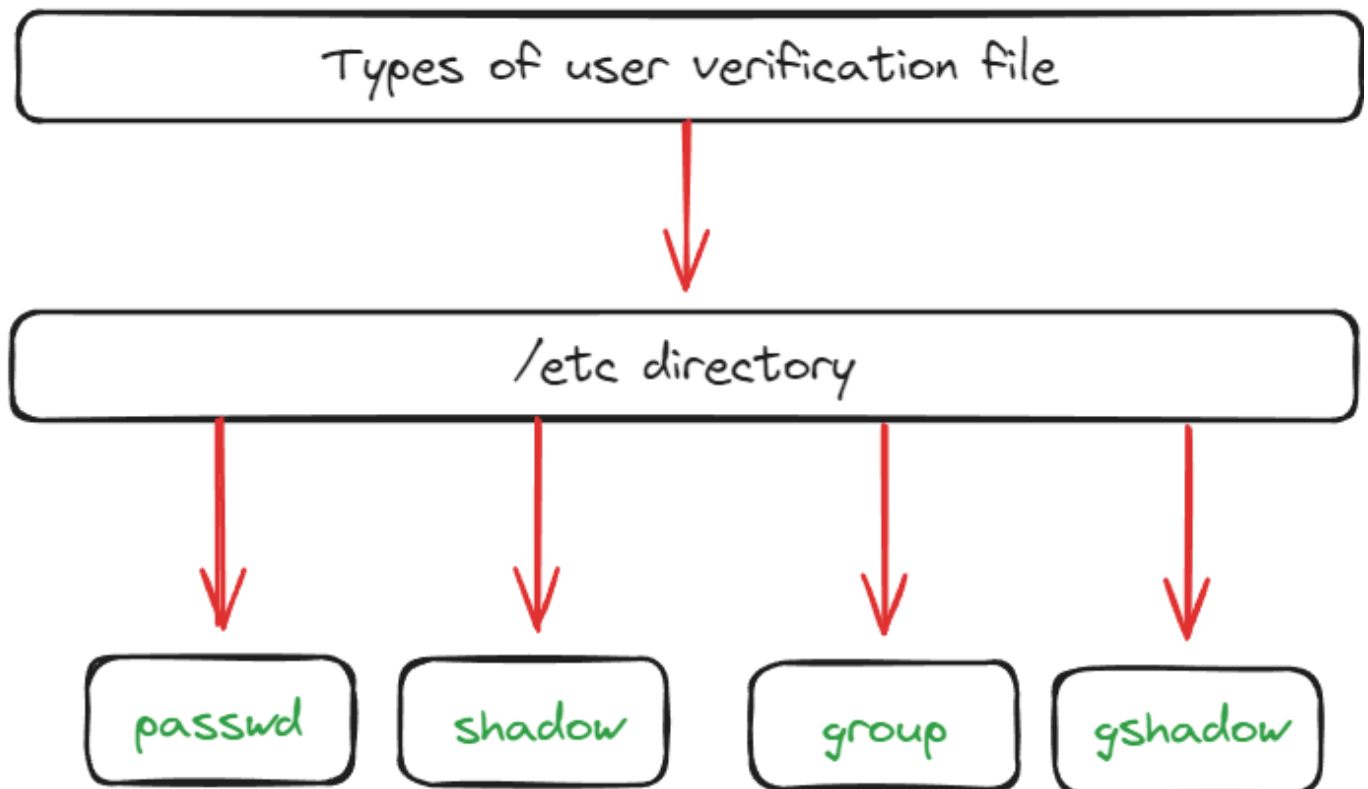 Types of user verification file
/etc directory
passwd
shadow
group
gshadow